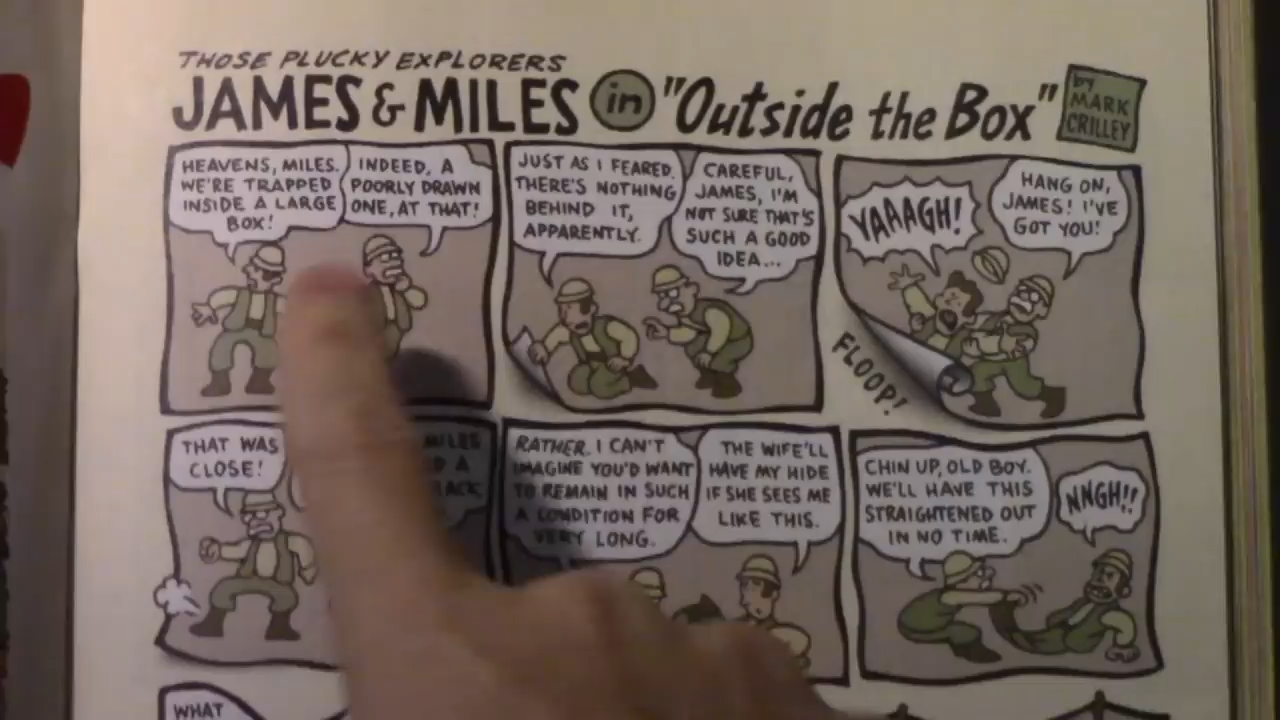 THOSE PLUCKY EXPLORERS
JAMES & MILES in "Outside the Box"
by
MARK
CRILLEY
HEAVENS, MILES.
WE'RE TRAPPED
INSIDE A LARGE
BOX!
INDEED, A
POORLY DRAWN
ONE, AT THAT!
JUST AS I FEARED.
THERE'S NOTHING
BEHIND IT,
APPARENTLY.
CAREFUL,
JAMES, I'M
NOT SURE THAT'S
SUCH A GOOD
IDEA...
YAAAGH!
HANG ON,
JAMES! I'VE
GOT YOU!
FLOOP!
THAT WAS
CLOSE!
MILES
A
RATHER. I CAN'T
IMAGINE YOU'D WANT
TO REMAIN IN SUCH
A CONDITION FOR
VERY LONG.
THE WIFE'LL
HAVE MY HIDE
IF SHE SEES ME
LIKE THIS.
CHIN UP, OLD BOY.
WE'LL HAVE THIS
STRAIGHTENED OUT
IN NO TIME.
NNGH!!
WHAT